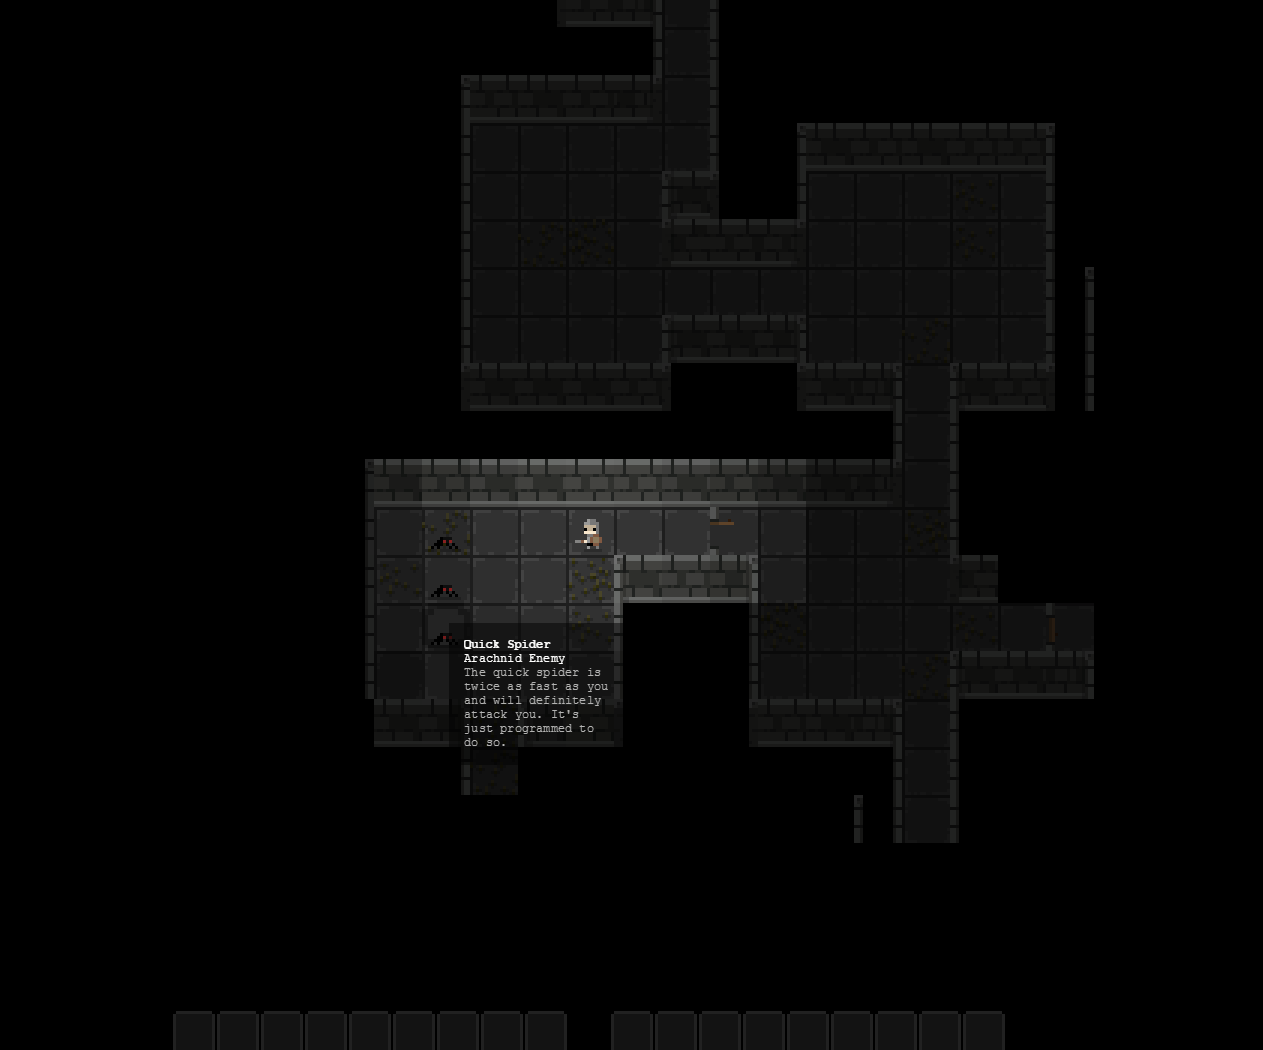 Quick Spider
Arachnid Enemy
The quick spider is
twice as fast as you
and will definitely
attack you. It's
just programmed to
do so.